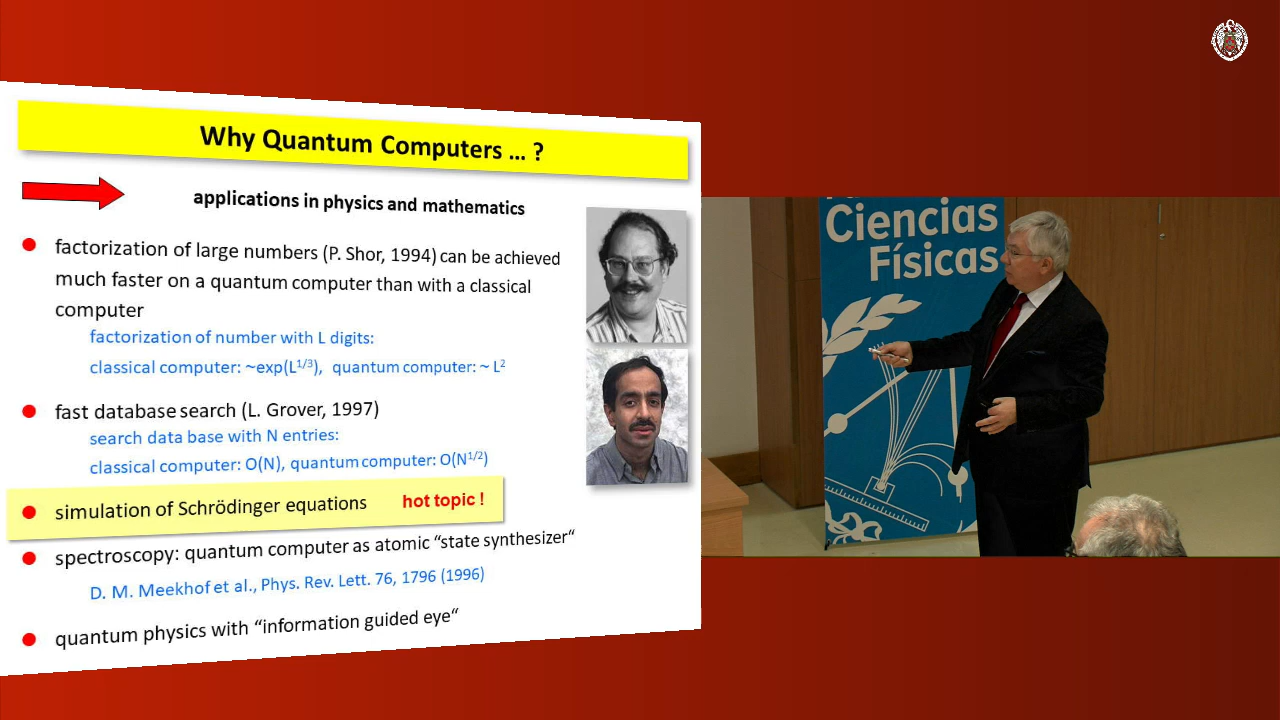 Why Quantum Computers … ?
applications in physics and mathematics
factorization of large numbers (P. Shor, 1994) can be achieved
much faster on a quantum computer than with a classical
computer
factorization of number with L digits:
classical computer: ~exp(L^1/3), quantum computer: ~ L^2
fast database search (L. Grover, 1997)
search data base with N entries:
classical computer: O(N), quantum computer: O(N^1/2)
simulation of Schrödinger equations hot topic !
spectroscopy: quantum computer as atomic “state synthesizer“
D. M. Meekhof et al., Phys. Rev. Lett. 76, 1796 (1996)
quantum physics with “information guided eye“
Ciencias
Físicas